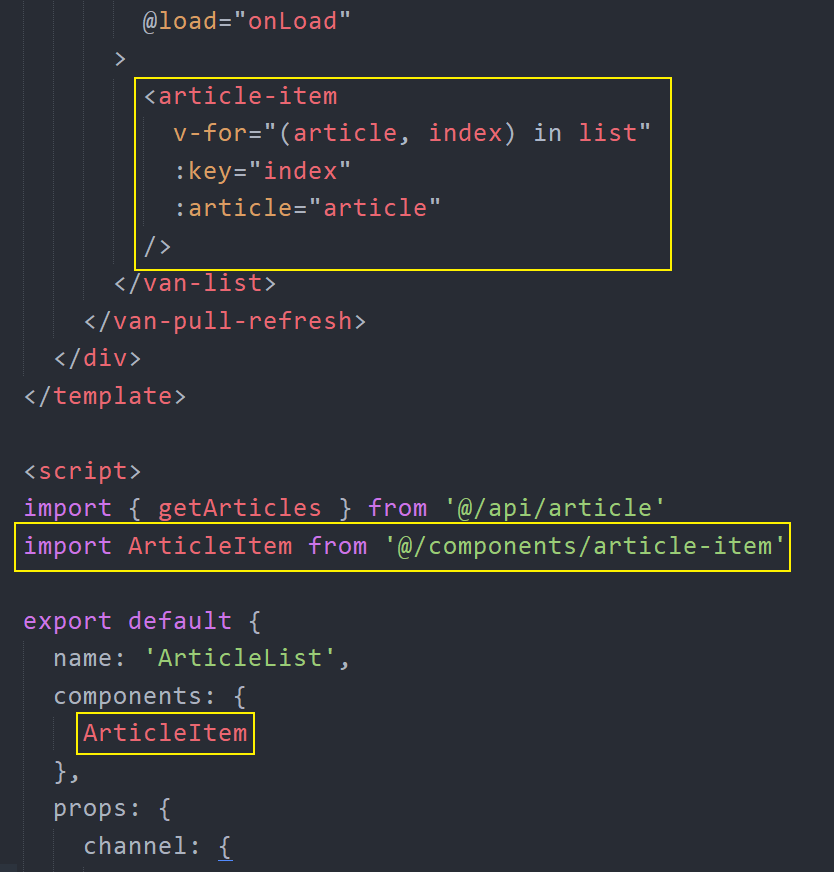 @load="onLoad"
>
<article-item
v-for="(article, index) in list"
:key="index"
:article="article"
/>
</van-list>
</van-pull-refresh>
</div>
</template>
<script>
import { getArticles } from '@/api/article'
import ArticleItem from '@/components/article-item'
export default {
name: 'ArticleList',
components: {
ArticleItem
},
props: {
channel: {